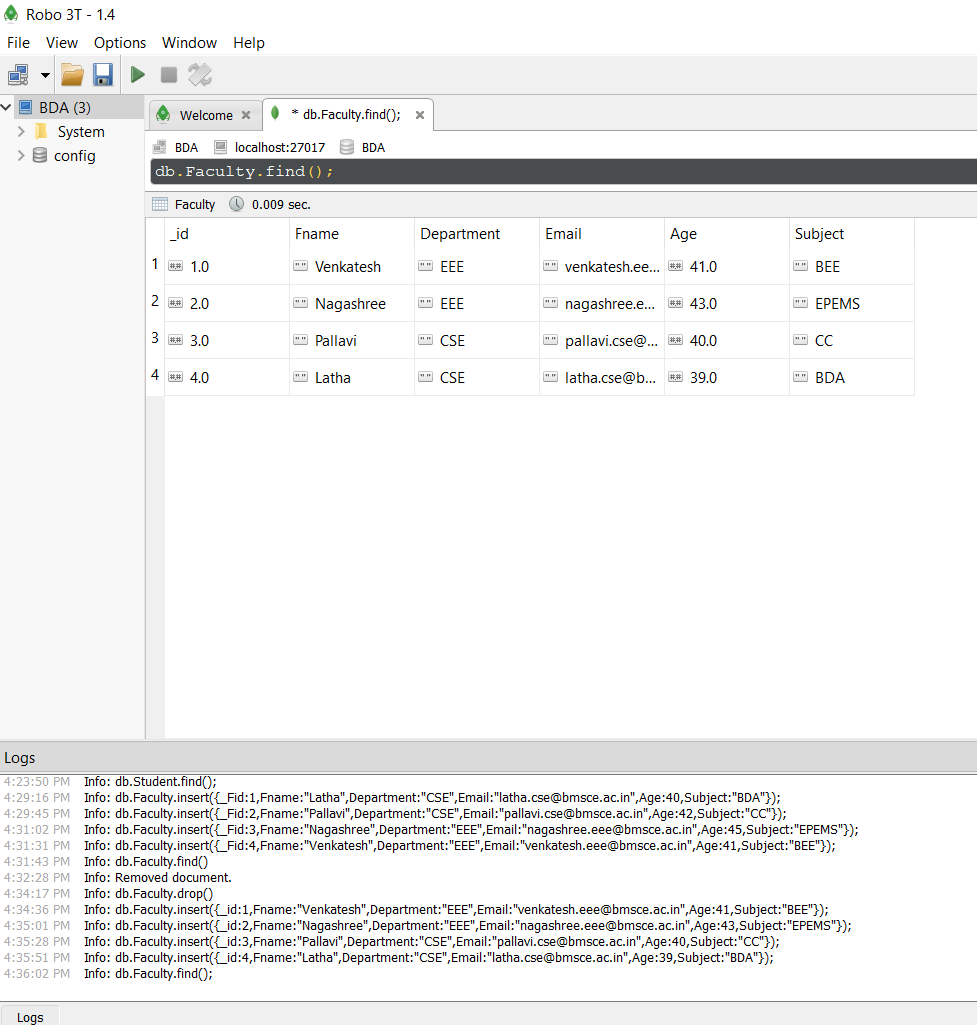 Robo 3T - 1.4
File View Options Window Help
BDA (3)
System
config
Welcome
* db.Faculty.find();
BDA localhost:27017 BDA
db.Faculty.find();
Faculty 0.009 sec.
_id Fname Department Email Age Subject
1 1.0 Venkatesh EEE venkatesh.ee... 41.0 BEE
2 2.0 Nagashree EEE nagashree.e... 43.0 EPEMS
3 3.0 Pallavi CSE pallavi.cse@... 40.0 CC
4 4.0 Latha CSE latha.cse@b... 39.0 BDA
Logs
4:23:50 PM Info: db.Student.find();
4:29:16 PM Info: db.Faculty.insert({_Fid:1,Fname:"Latha",Department:"CSE",Email:"latha.cse@bmsce.ac.in",Age:40,Subject:"BDA"});
4:29:45 PM Info: db.Faculty.insert({_Fid:2,Fname:"Pallavi",Department:"CSE",Email:"pallavi.cse@bmsce.ac.in",Age:42,Subject:"CC"});
4:31:02 PM Info: db.Faculty.insert({_Fid:3,Fname:"Nagashree",Department:"EEE",Email:"nagashree.eee@bmsce.ac.in",Age:45,Subject:"EPEMS"});
4:31:31 PM Info: db.Faculty.insert({_Fid:4,Fname:"Venkatesh",Department:"EEE",Email:"venkatesh.eee@bmsce.ac.in",Age:41,Subject:"BEE"});
4:31:43 PM Info: db.Faculty.find()
4:32:28 PM Info: Removed document.
4:34:17 PM Info: db.Faculty.drop()
4:34:36 PM Info: db.Faculty.insert({_id:1,Fname:"Venkatesh",Department:"EEE",Email:"venkatesh.eee@bmsce.ac.in",Age:41,Subject:"BEE"});
4:35:01 PM Info: db.Faculty.insert({_id:2,Fname:"Nagashree",Department:"EEE",Email:"nagashree.eee@bmsce.ac.in",Age:43,Subject:"EPEMS"});
4:35:28 PM Info: db.Faculty.insert({_id:3,Fname:"Pallavi",Department:"CSE",Email:"pallavi.cse@bmsce.ac.in",Age:40,Subject:"CC"});
4:35:51 PM Info: db.Faculty.insert({_id:4,Fname:"Latha",Department:"CSE",Email:"latha.cse@bmsce.ac.in",Age:39,Subject:"BDA"});
4:36:02 PM Info: db.Faculty.find();
Logs